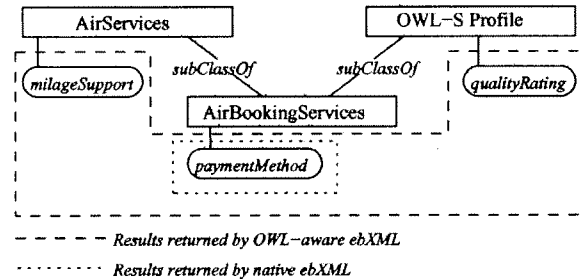 AirServices
OWL-S Profile
subClassOf
subClassOf
milageSupport
qualityRating
AirBookingServices
paymentMethod
Results returned by OWL-aware ebXML
Results returned by native ebXML